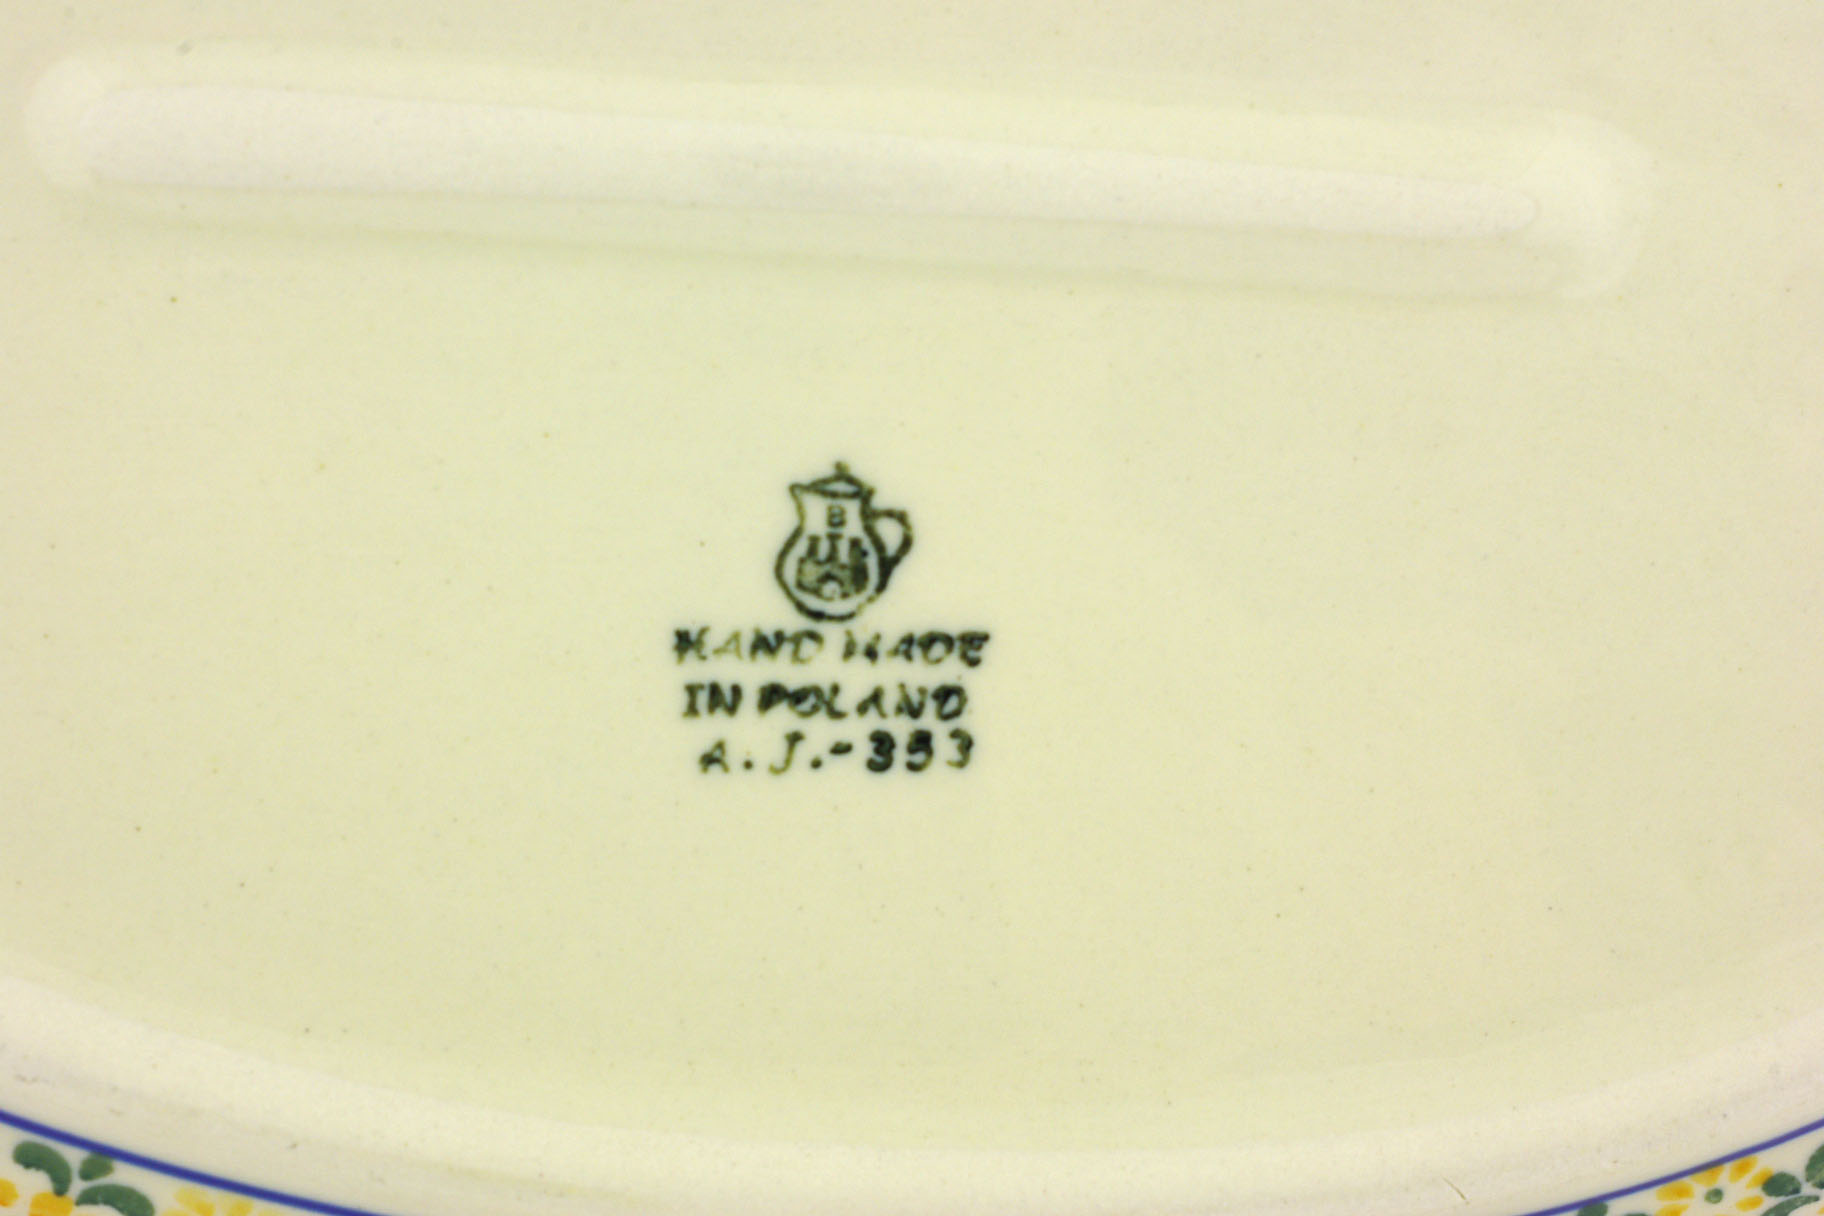 B
HAND MADE
IN POLAND
A. J.-353